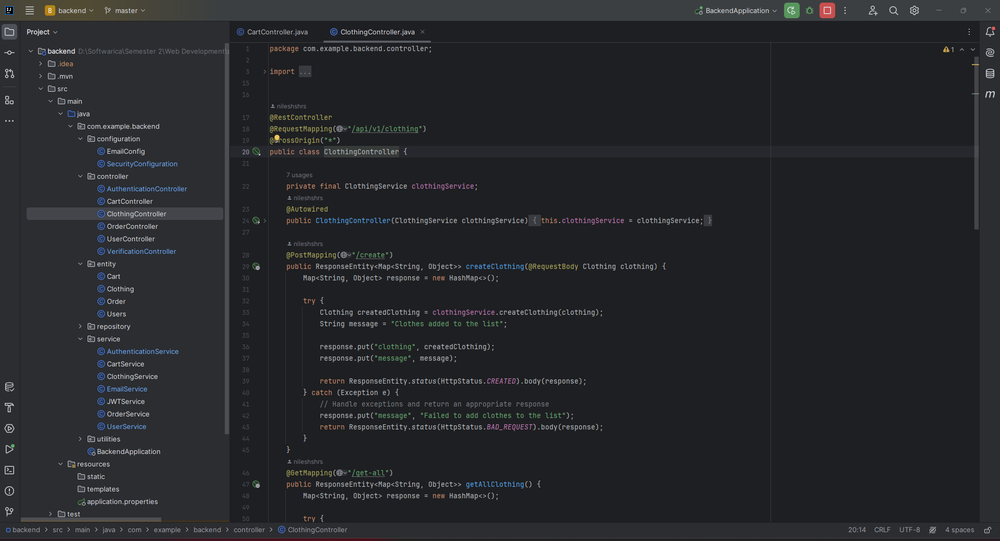 backend
master
BackendApplication
Project
CartController.java
ClothingController.java
backend D:\Softwarica\Semester 2\Web Development\
.idea
.mvn
src
main
java
com.example.backend
configuration
EmailConfig
SecurityConfiguration
controller
AuthenticationController
CartController
ClothingController
OrderController
UserController
VerificationController
entity
Cart
Clothing
Order
Users
repository
service
AuthenticationService
CartService
ClothingService
EmailService
JWTService
OrderService
UserService
utilities
BackendApplication
resources
static
templates
application.properties
test
1
1 package com.example.backend.controller;
2
3 import ...
15
16
nileshshrs
17 @RestController
18 @RequestMapping("/api/v1/clothing")
19 @CrossOrigin("*")
20 public class ClothingController {
21
7 usages
22 private final ClothingService clothingService;
nileshshrs
23 @Autowired
24 public ClothingController(ClothingService clothingService) { this.clothingService = clothingService; }
27
nileshshrs
28 @PostMapping("/create")
29 public ResponseEntity<Map<String, Object>> createClothing(@RequestBody Clothing clothing) {
30 Map<String, Object> response = new HashMap<>();
31
32 try {
33 Clothing createdClothing = clothingService.createClothing(clothing);
34 String message = "Clothes added to the list";
35
36 response.put("clothing", createdClothing);
37 response.put("message", message);
38
39 return ResponseEntity.status(HttpStatus.CREATED).body(response);
40 } catch (Exception e) {
41 // Handle exceptions and return an appropriate response
42 response.put("message", "Failed to add clothes to the list");
43 return ResponseEntity.status(HttpStatus.BAD_REQUEST).body(response);
44 }
45 }
nileshshrs
46 @GetMapping("/get-all")
47 public ResponseEntity<Map<String, Object>> getAllClothing() {
48 Map<String, Object> response = new HashMap<>();
49
50 try {
backend > src > main > java > com > example > backend > controller > ClothingController
20:14 CRLF UTF-8 4 spaces